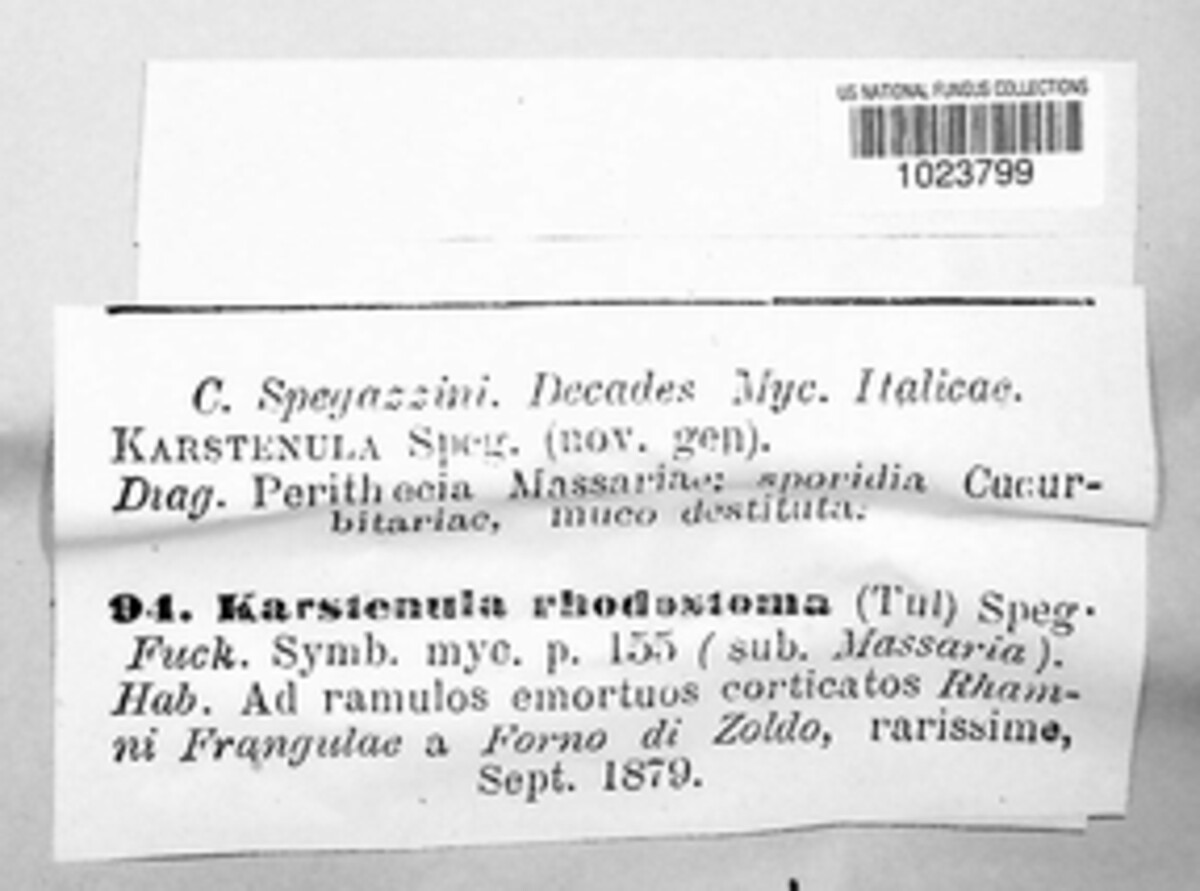 US NATIONAL FUNGUS COLLECTIONS
1023799
C. Spegazzini. Decades Myc. Italicae.
KARSTENULA Speg. (nov. gen).
Diag. Perithecia Massariae; sporidia Cucur-
bitariae, muco destituta.
94. Karstenula rhodostoma (Tul) Speg.
Fuck. Symb. myc. p. 155 (sub. Massaria).
Hab. Ad ramulos emortuos corticatos Rham-
ni Frangulae a Forno di Zoldo, rarissime,
Sept. 1879.